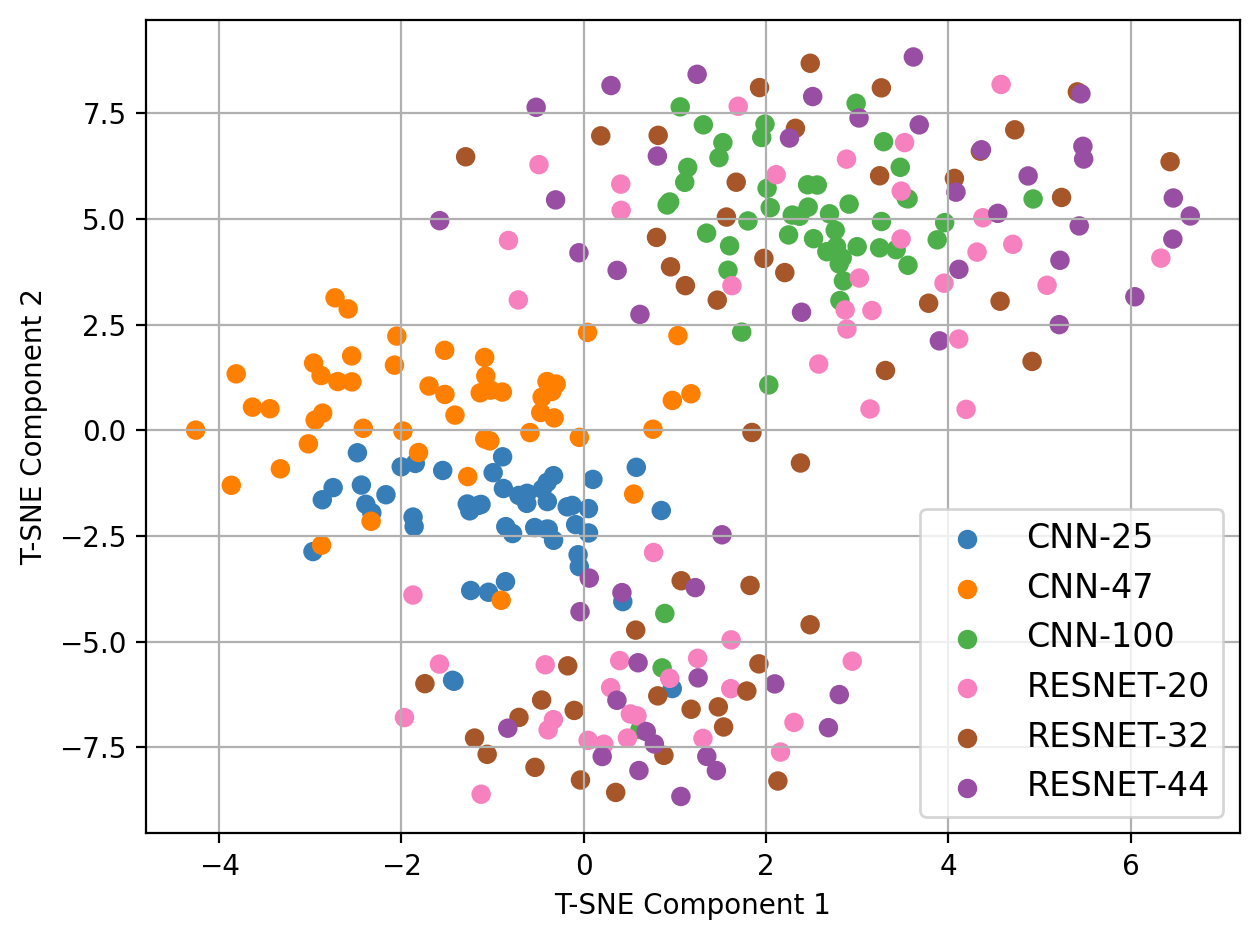 7.5
5.0
2.5
0.0
−2.5
−5.0
−7.5
T-SNE Component 2
CNN-25
CNN-47
CNN-100
RESNET-20
RESNET-32
RESNET-44
−4
−2
0
2
4
6
T-SNE Component 1